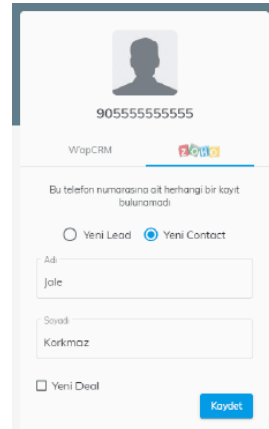 905555555555
WapCRM
ZOHO
Bu telefon numarasına ait herhangi bir kayıt
bulunamadı
Yeni Lead
Yeni Contact
Adı
Jale
Soyadı
Korkmaz
Yeni Deal
Kaydet